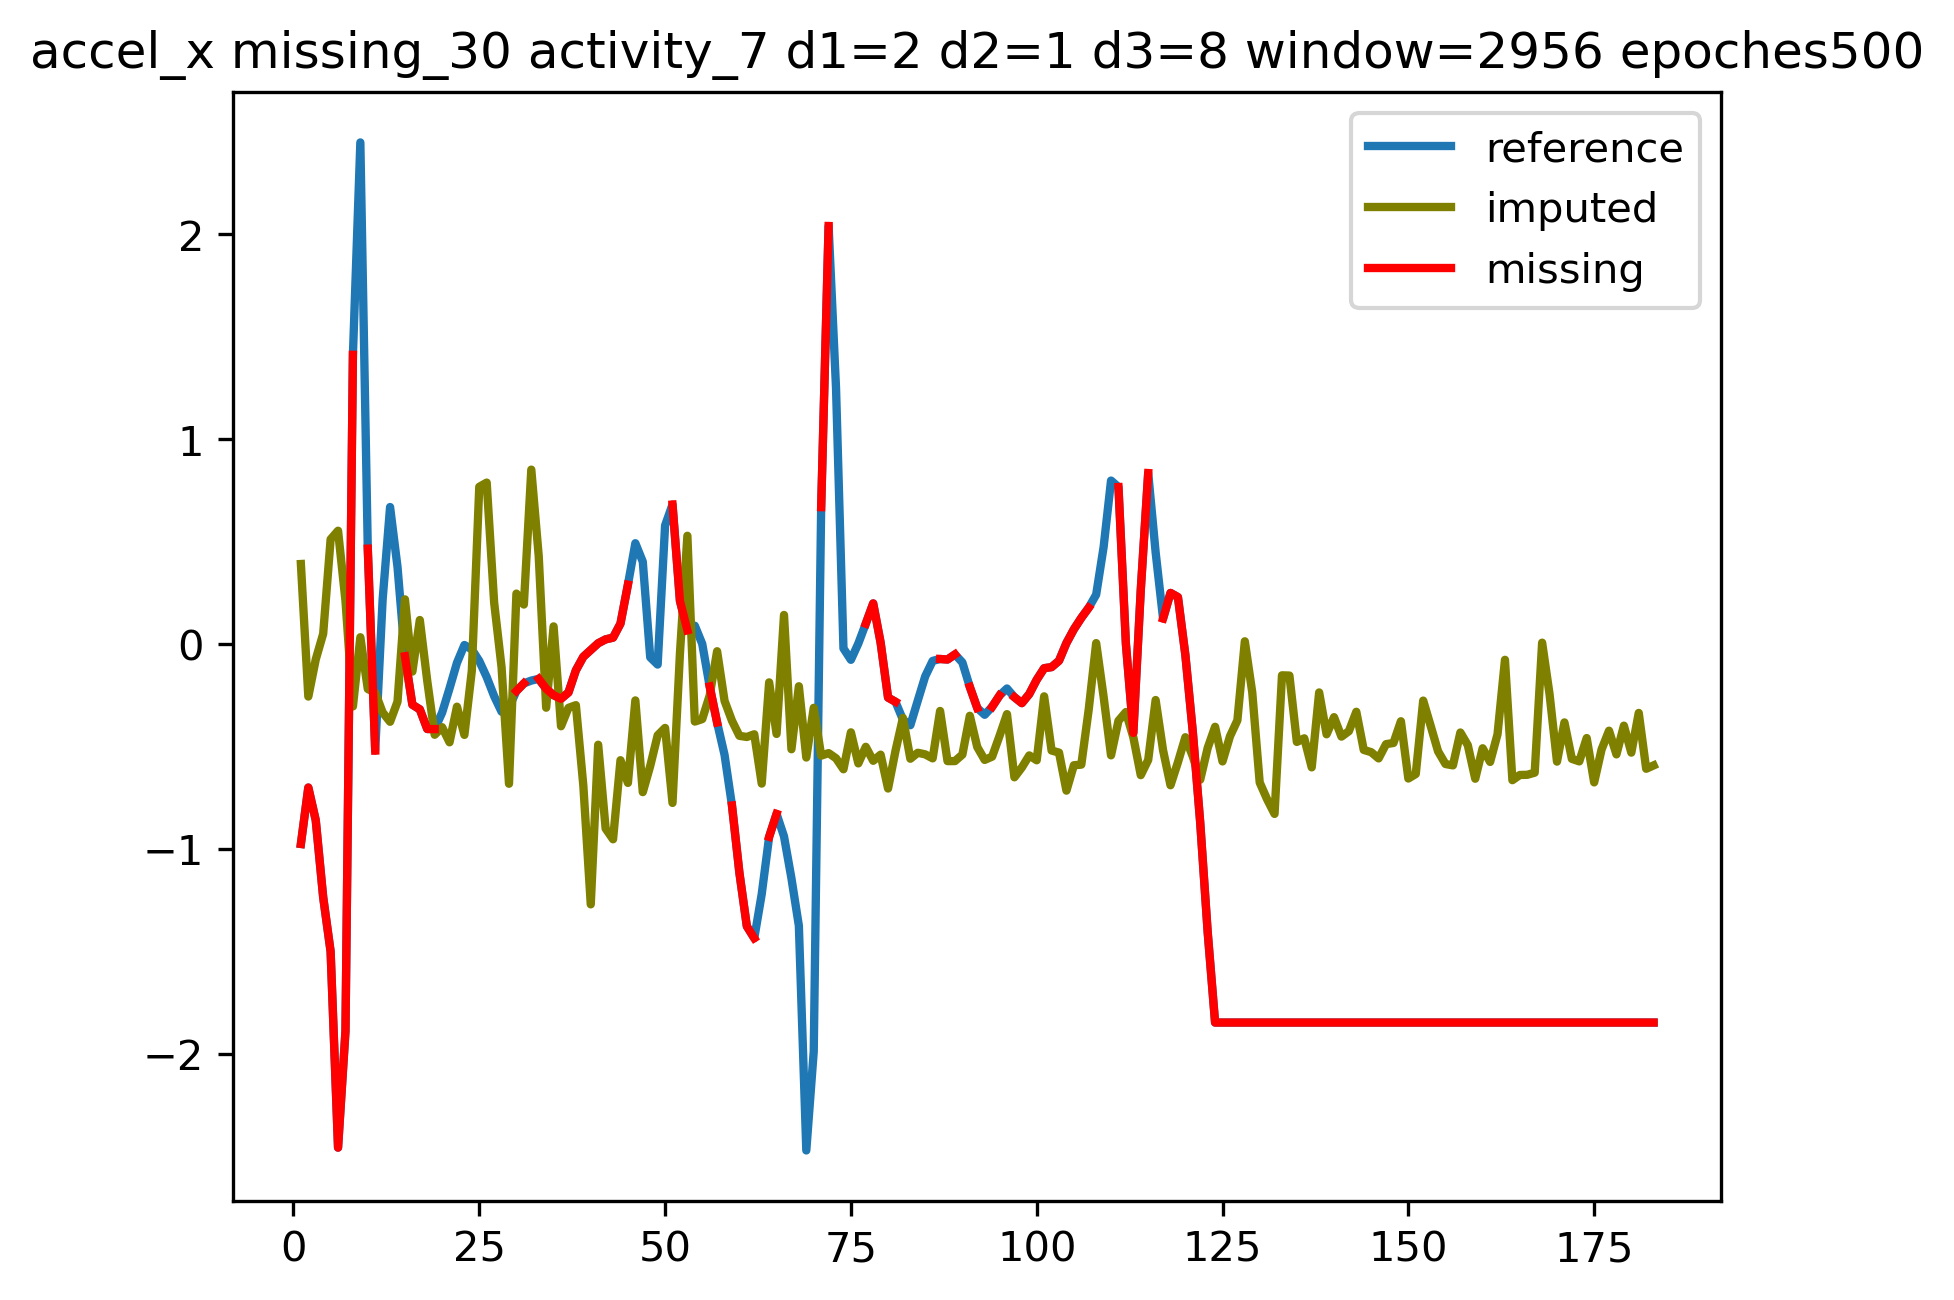 accel_x missing_30 activity_7 d1=2 d2=1 d3=8 window=2956 epoches500
reference
imputed
missing
2
1
0
−1
−2
0 25 50 75 100 125 150 175